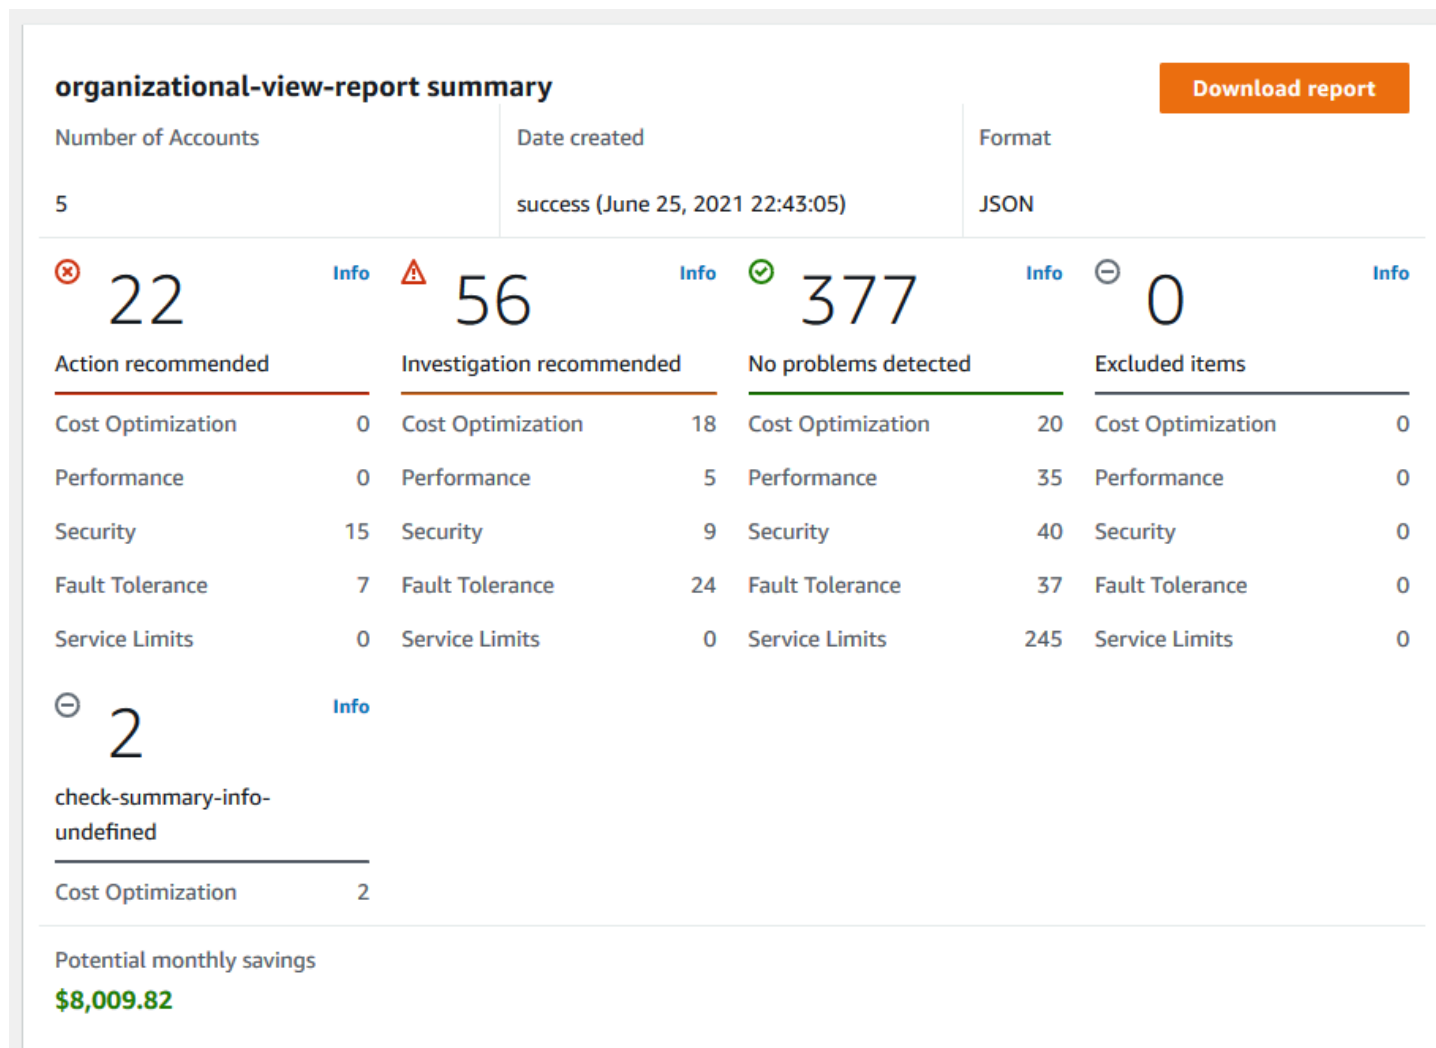 organizational-view-report summary
Download report
Number of Accounts
Date created
Format
5
success (June 25, 2021 22:43:05)
JSON
22
Info
Action recommended
Cost Optimization 0
Performance 0
Security 15
Fault Tolerance 7
Service Limits 0
56
Info
Investigation recommended
Cost Optimization 18
Performance 5
Security 9
Fault Tolerance 24
Service Limits 0
377
Info
No problems detected
Cost Optimization 20
Performance 35
Security 40
Fault Tolerance 37
Service Limits 245
0
Info
Excluded items
Cost Optimization 0
Performance 0
Security 0
Fault Tolerance 0
Service Limits 0
2
Info
check-summary-info-
undefined
Cost Optimization 2
Potential monthly savings
$8,009.82